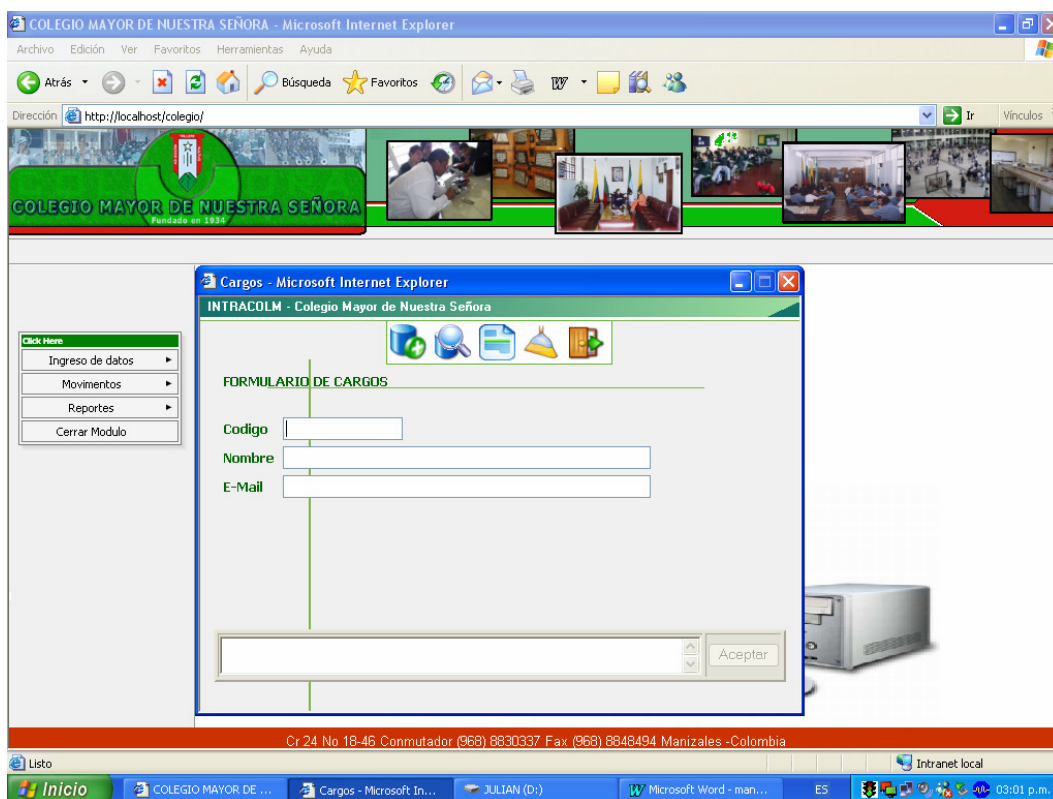 COLEGIO MAYOR DE NUESTRA SEÑORA - Microsoft Internet Explorer
Archivo Edición Ver Favoritos Herramientas Ayuda
Atrás Búsqueda Favoritos
Dirección http://localhost/colegio/ Ir Vínculos
COLEGIO MAYOR DE NUESTRA SEÑORA
Fundado en 1934
Cargos - Microsoft Internet Explorer
INTRACOLM - Colegio Mayor de Nuestra Señora
Click Here
Ingreso de datos
Movimentos
Reportes
Cerrar Modulo
FORMULARIO DE CARGOS
Codigo
Nombre
E-Mail
Aceptar
Cr 24 No 18-46 Conmutador (968) 8830337 Fax (968) 8848494 Manizales -Colombia
Listo Intranet local
Inicio COLEGIO MAYOR DE ... Cargos - Microsoft In... JULIAN (D:) Microsoft Word - man... ES 03:01 p.m.